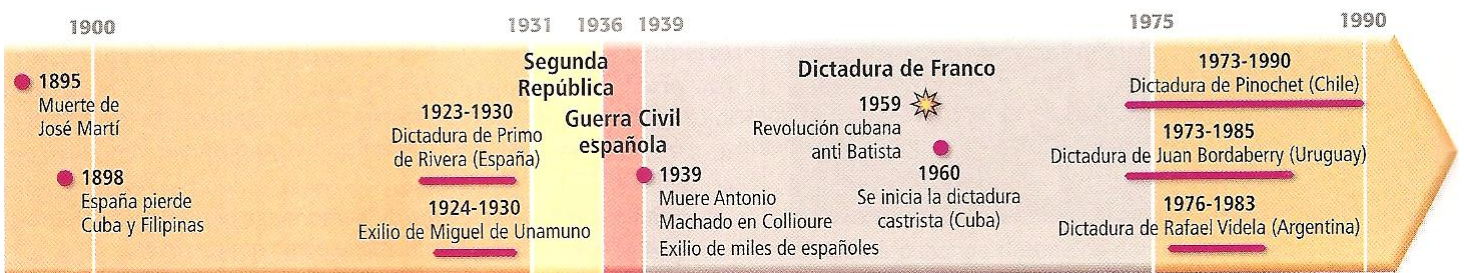 1900
1931
1936
1939
1975
1990
1895
Muerte de
José Martí
1898
España pierde
Cuba y Filipinas
1923-1930
Dictadura de Primo
de Rivera (España)
1924-1930
Exilio de Miguel de Unamuno
Segunda
República
Guerra Civil
española
1939
Muere Antonio
Machado en Collioure
Exilio de miles de españoles
Dictadura de Franco
1959
Revolución cubana
anti Batista
1960
Se inicia la dictadura
castrista (Cuba)
1973-1990
Dictadura de Pinochet (Chile)
1973-1985
Dictadura de Juan Bordaberry (Uruguay)
1976-1983
Dictadura de Rafael Videla (Argentina)